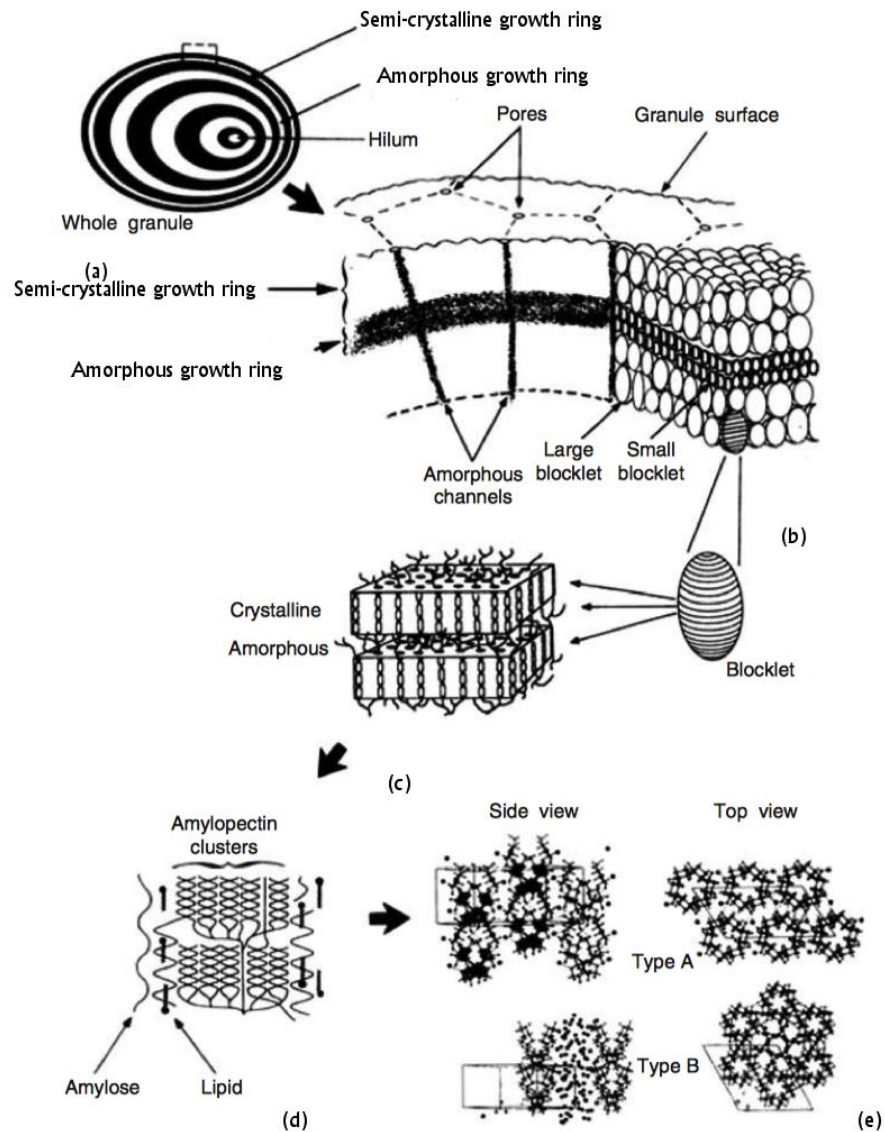 Semi-crystalline growth ring
Amorphous growth ring
Pores
Granule surface
Hilum
Whole granule
(a)
Semi-crystalline growth ring
Amorphous growth ring
Large
blocklet
Small
blocklet
Amorphous
channels
(b)
Crystalline
Amorphous
Blocklet
(c)
Amylopectin
clusters
Side view
Top view
Type A
Type B
Amylose
Lipid
(d)
(e)